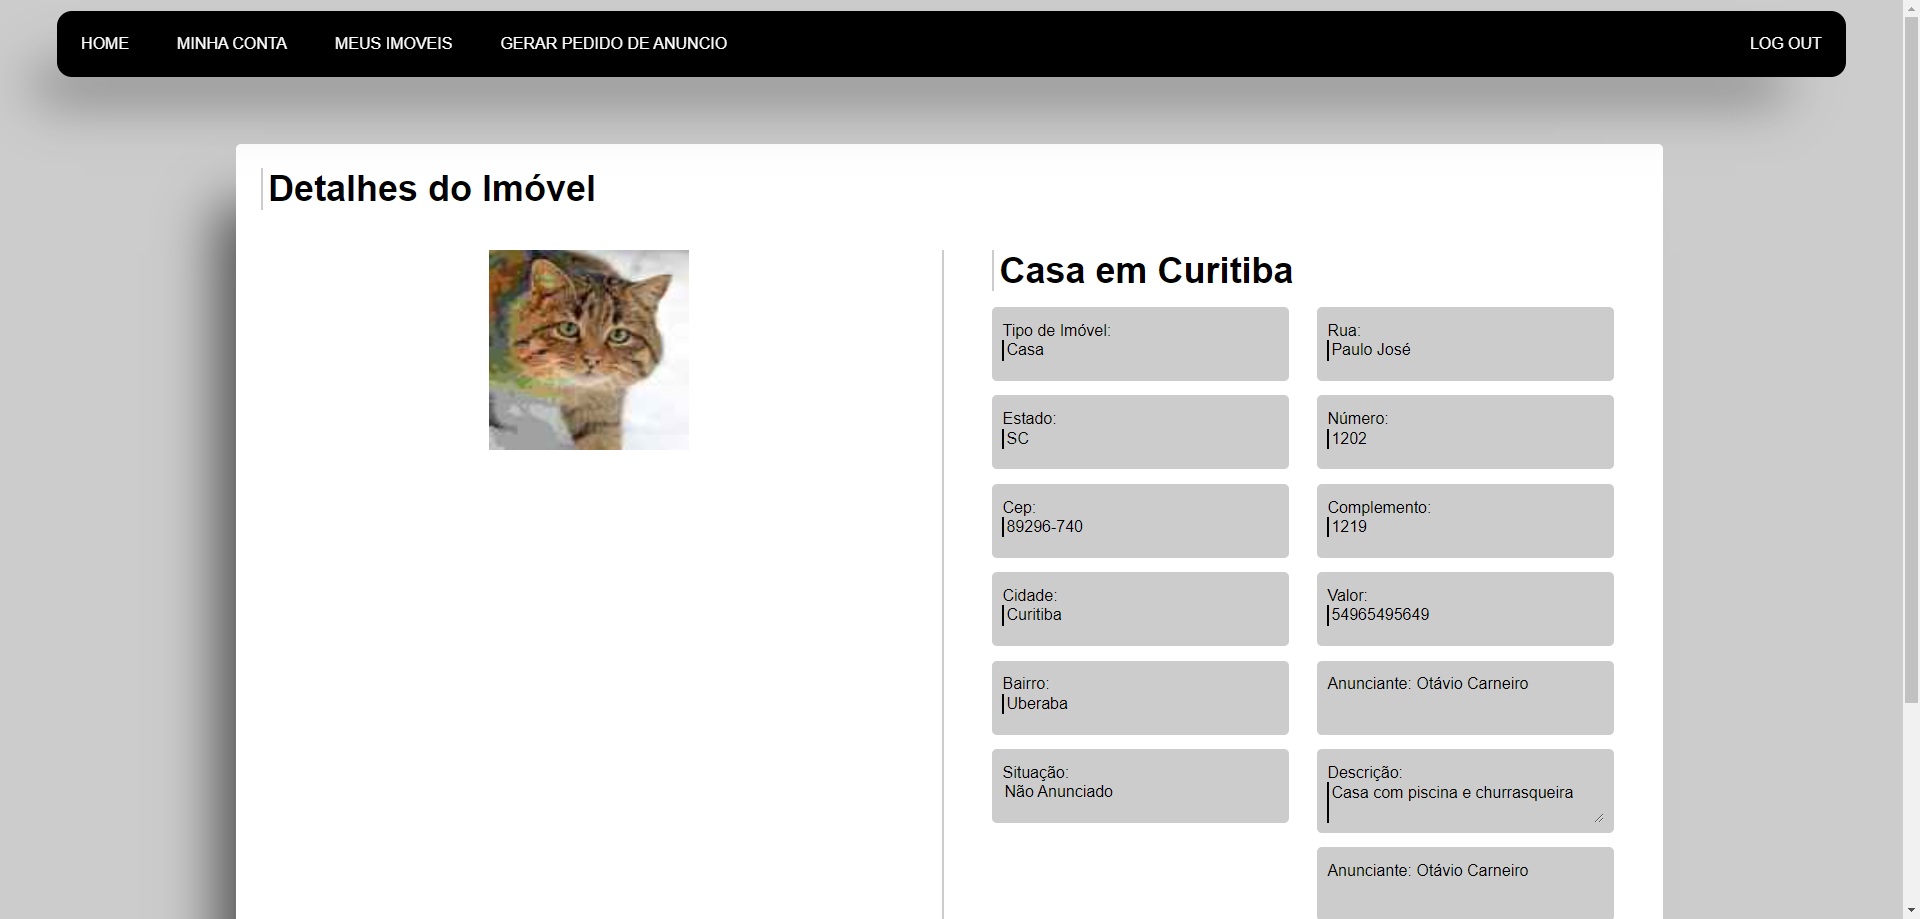 HOME MINHA CONTA MEUS IMOVEIS GERAR PEDIDO DE ANUNCIO LOG OUT
Detalhes do Imóvel
Casa em Curitiba
Tipo de Imóvel:
Casa
Rua:
Paulo José
Estado:
SC
Número:
1202
Cep:
89296-740
Complemento:
1219
Cidade:
Curitiba
Valor:
54965495649
Bairro:
Uberaba
Anunciante: Otávio Carneiro
Situação:
Não Anunciado
Descrição:
Casa com piscina e churrasqueira
Anunciante: Otávio Carneiro